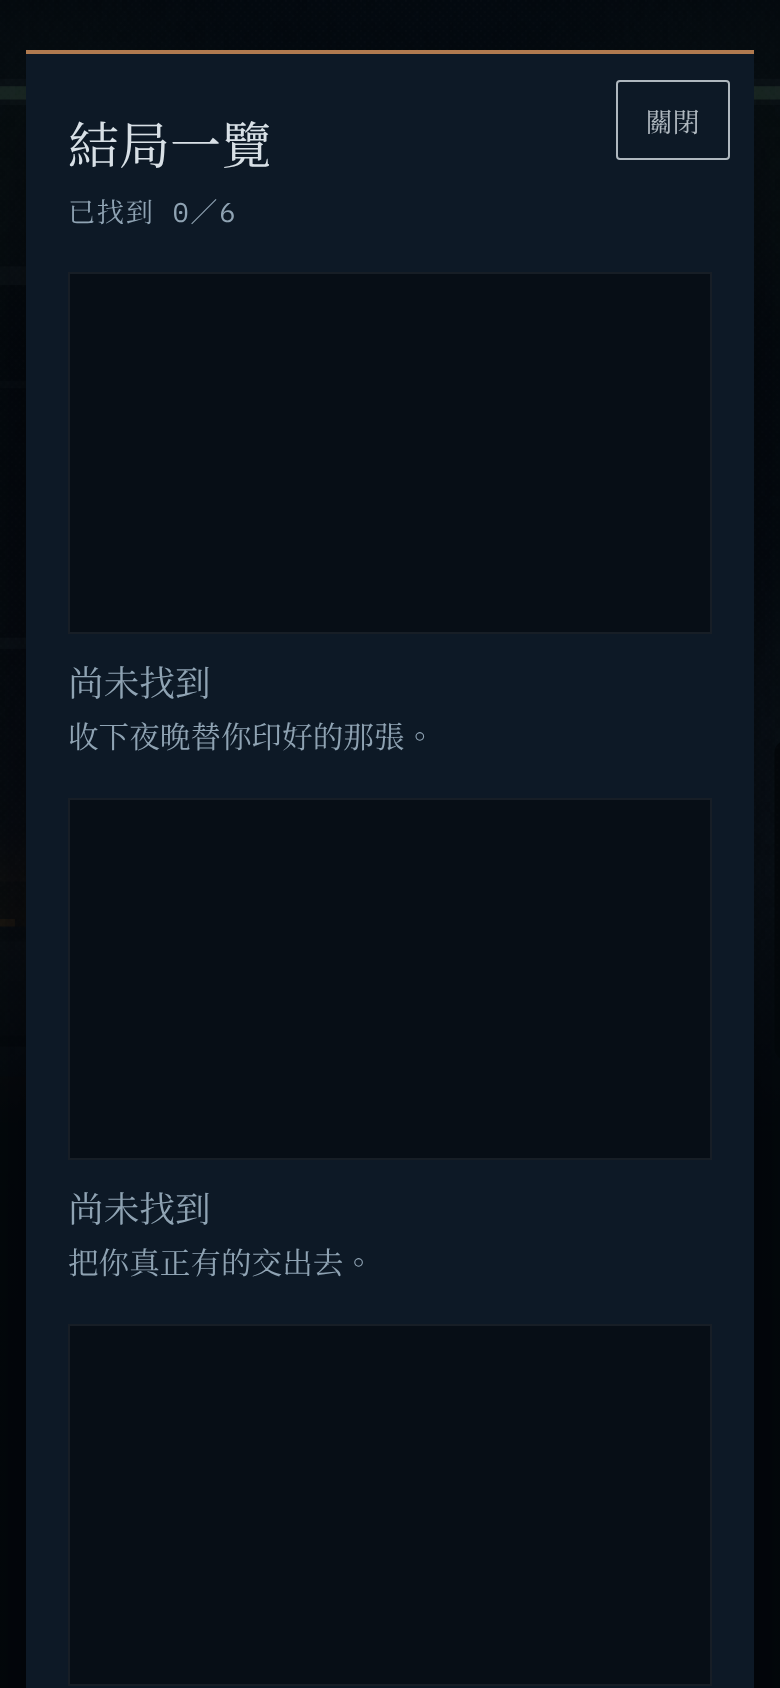 結局一覽
關閉
已找到 0／6
尚未找到
收下夜晚替你印好的那張。
尚未找到
把你真正有的交出去。